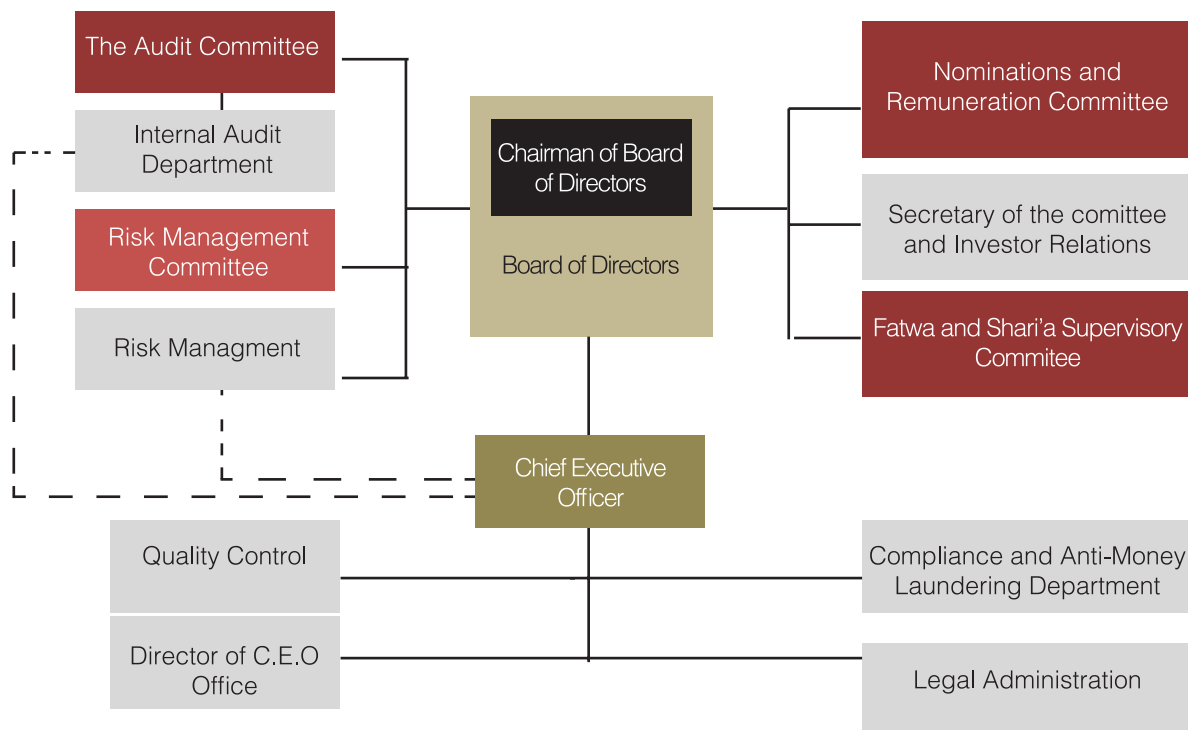 The Audit Committee
Internal Audit
Department
Risk Management
Committee
Risk Managment
Chairman of Board
of Directors
Board of Directors
Nominations and
Remuneration Committee
Secretary of the comittee
and Investor Relations
Fatwa and Shari’a Supervisory
Commitee
Chief Executive
Officer
Quality Control
Director of C.E.O
Office
Compliance and Anti-Money
Laundering Department
Legal Administration